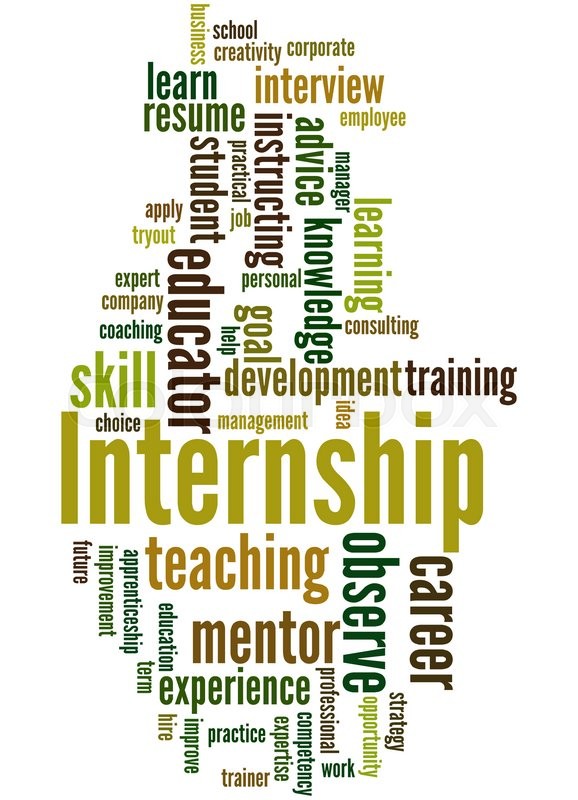 business
school
creativity
corporate
learn
interview
resume
employee
instructing
advice
student
practical
manager
apply
job
tryout
learning
knowledge
educator
expert
personal
company
goal
consulting
coaching
help
skill
development
training
idea
choice
management
Internship
future
improvement
apprenticeship
teaching
observe
career
education
mentor
term
experience
professional
opportunity
strategy
hire
improve
practice
expertise
competency
trainer
work